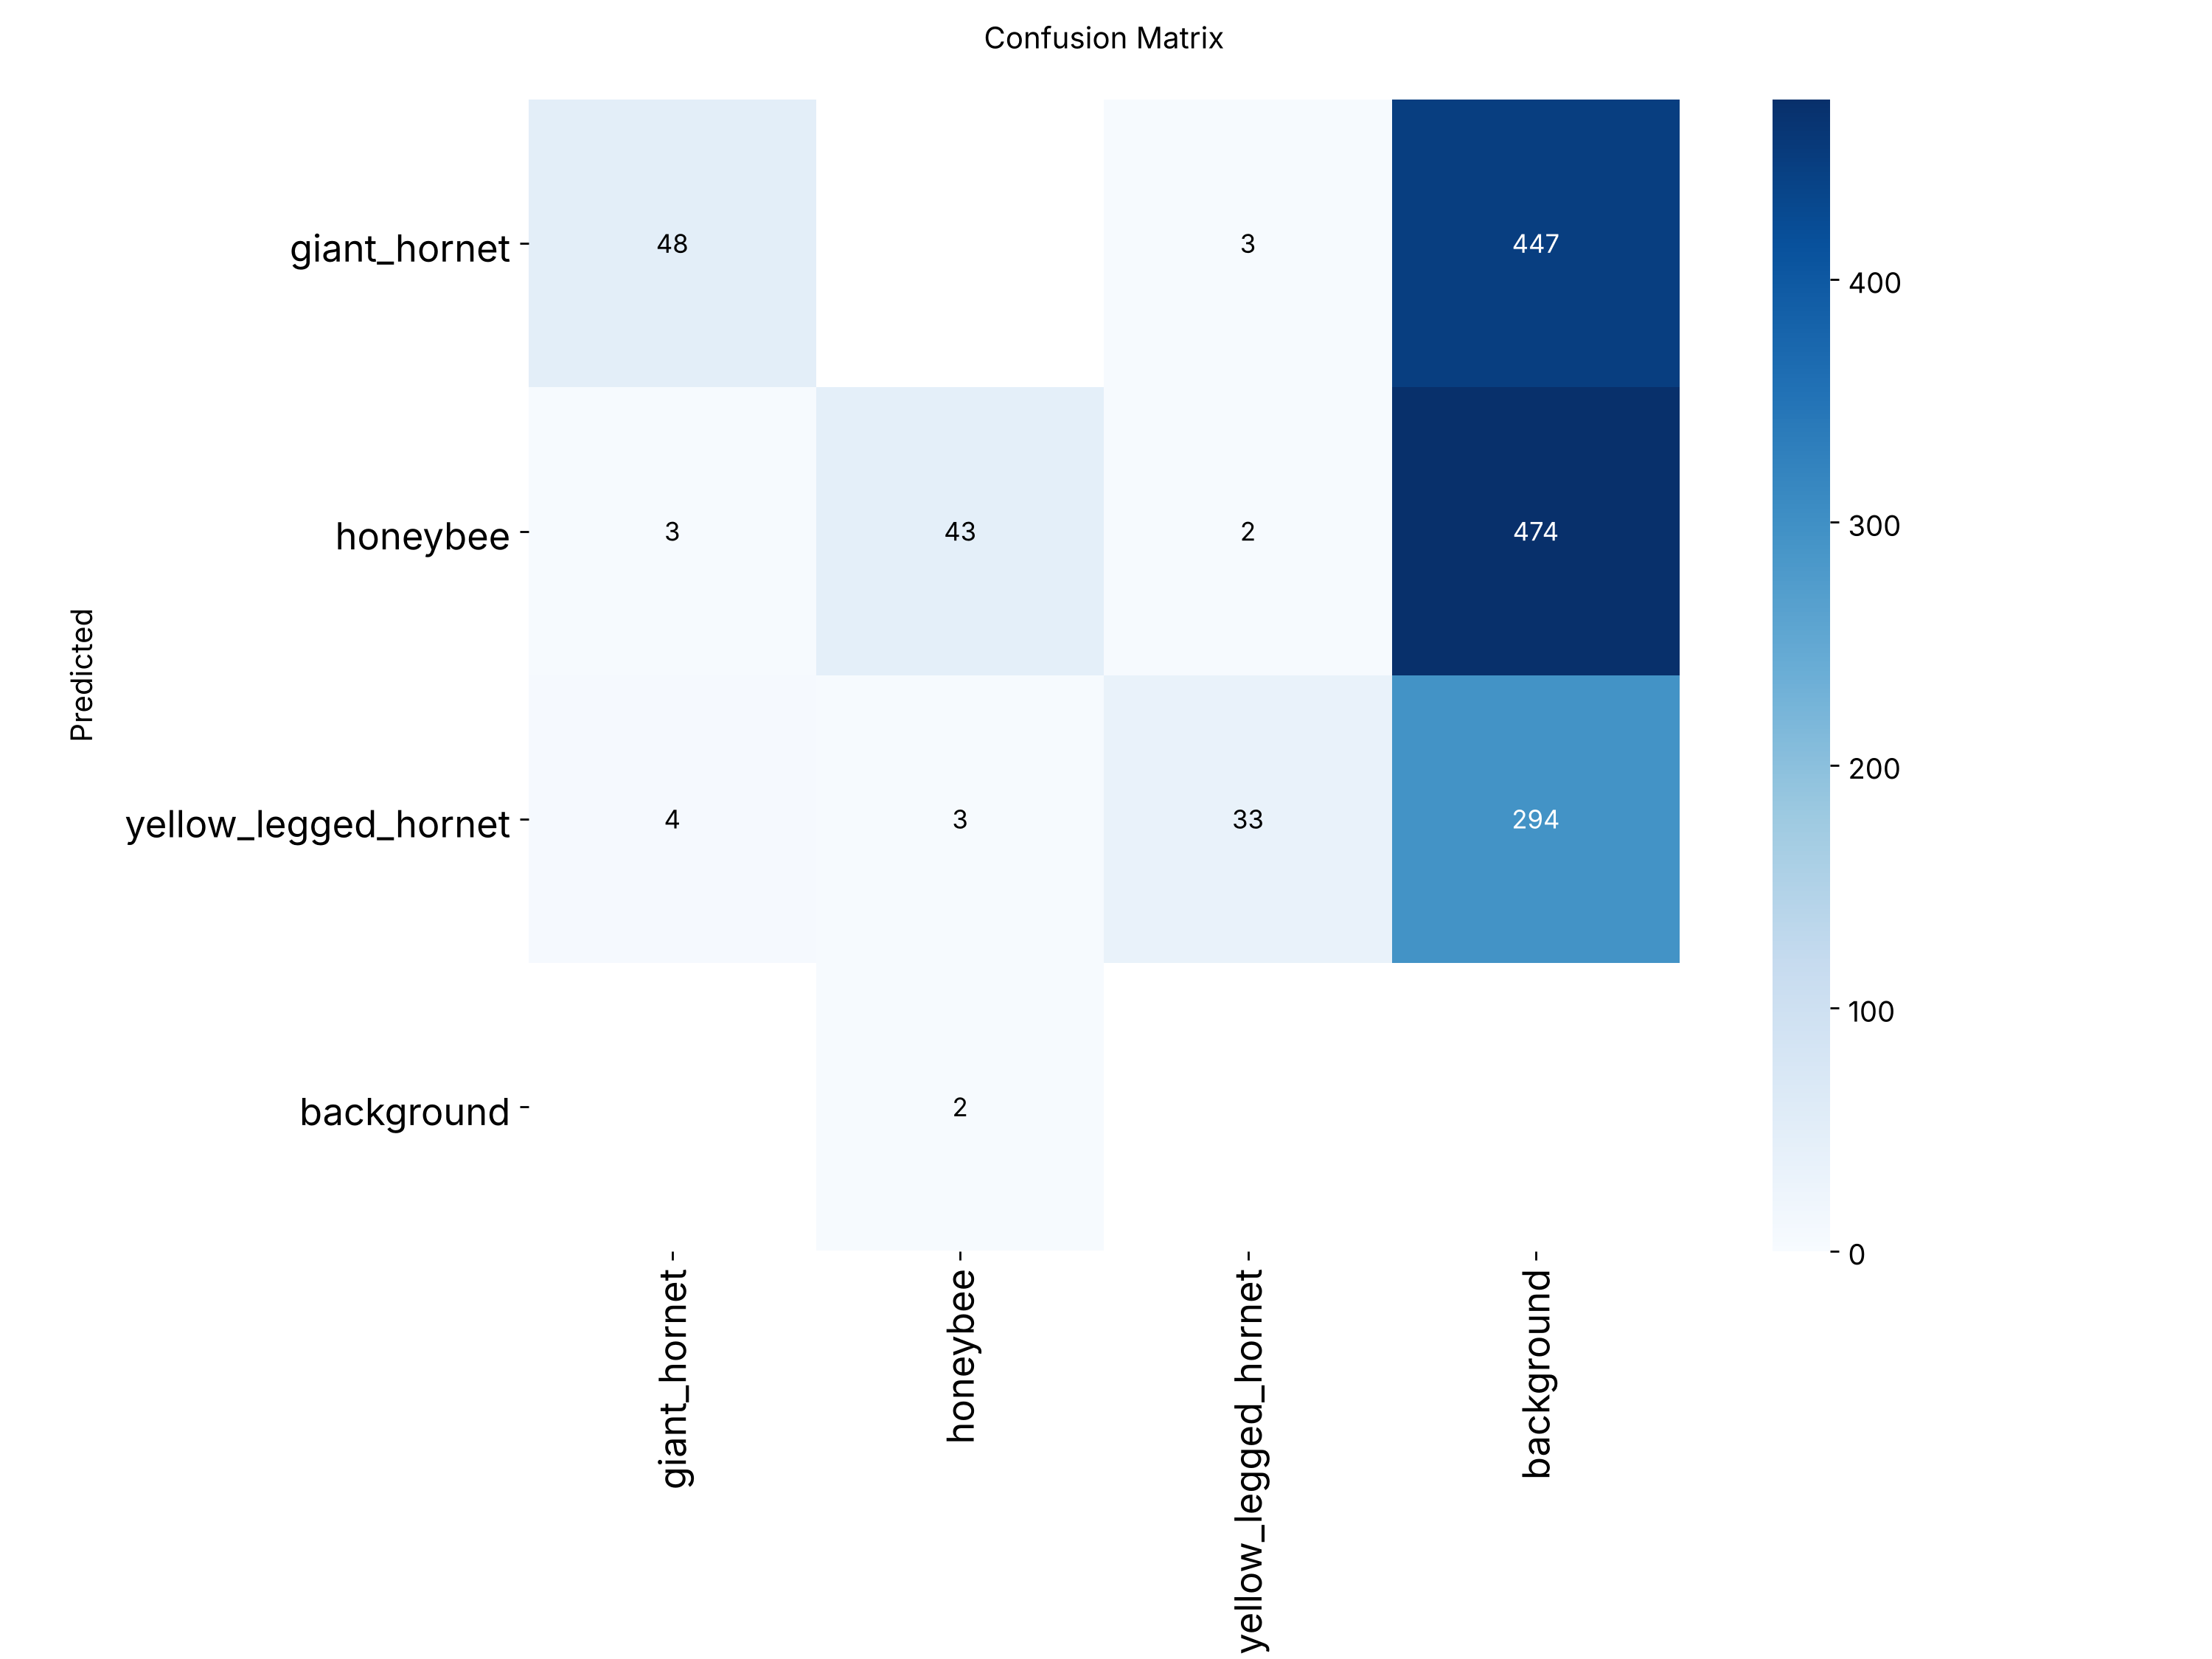 Confusion Matrix
giant_hornet
48
3
447
400
honeybee
3
43
2
474
300
Predicted
yellow_legged_hornet
4
3
33
294
200
100
background
2
0
giant_hornet
honeybee
yellow_legged_hornet
background